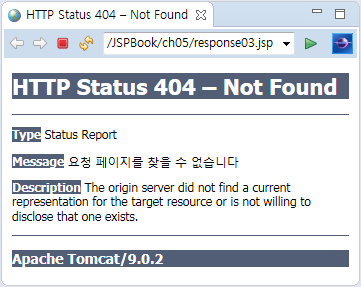 HTTP Status 404 – Not Found
/JSPBook/ch05/response03.jsp
HTTP Status 404 – Not Found
Type Status Report
Message 요청 페이지를 찾을 수 없습니다
Description The origin server did not find a current
representation for the target resource or is not willing to
disclose that one exists.
Apache Tomcat/9.0.2